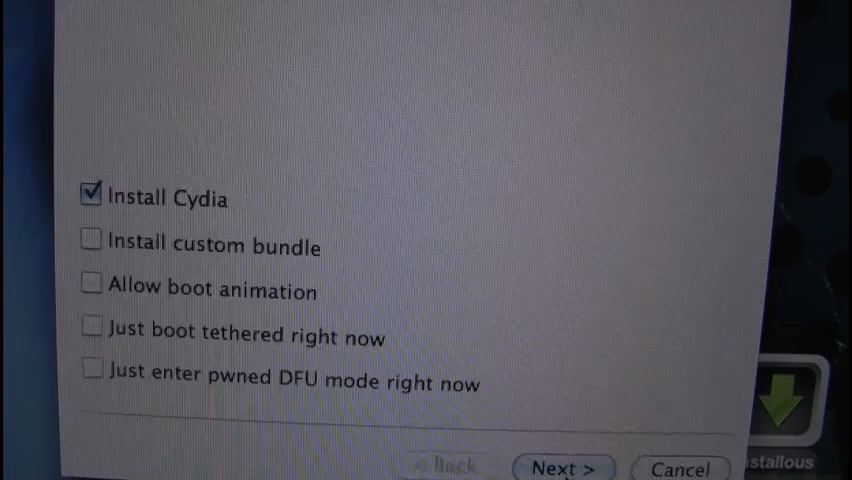 Install Cydia
Install custom bundle
Allow boot animation
Just boot tethered right now
Just enter pwned DFU mode right now
< Back
Next >
Cancel
stallous